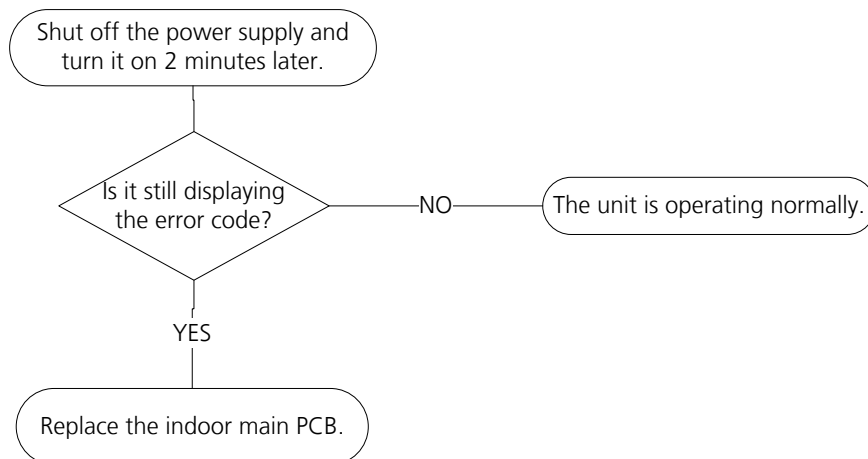 Shut off the power supply and
turn it on 2 minutes later.
Is it still displaying
the error code?
NO
The unit is operating normally.
YES
Replace the indoor main PCB.